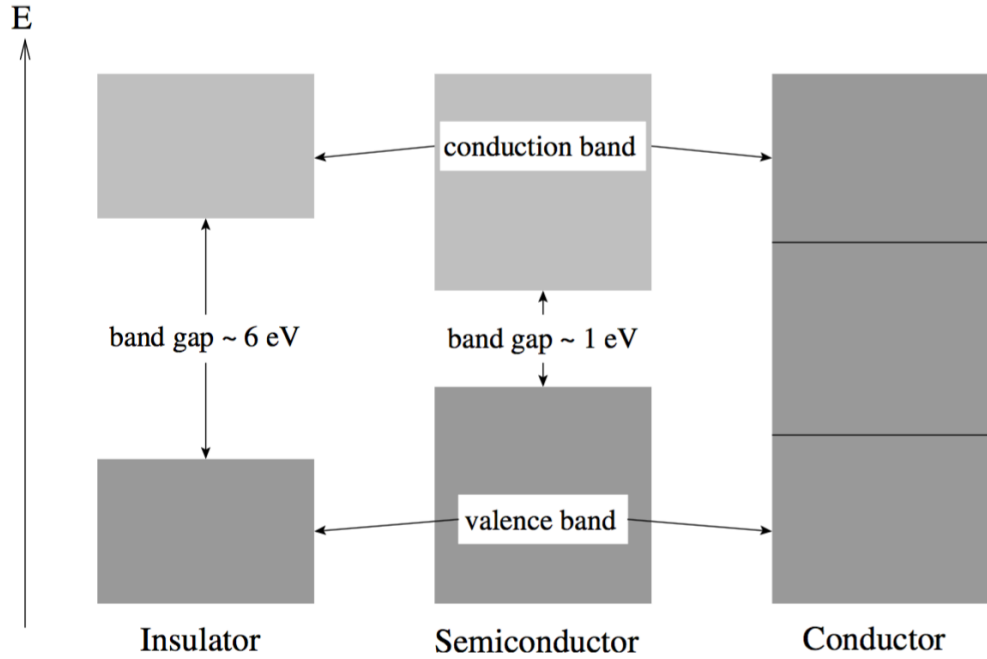 E
conduction band
band gap ~ 6 eV
band gap ~ 1 eV
valence band
Insulator
Semiconductor
Conductor